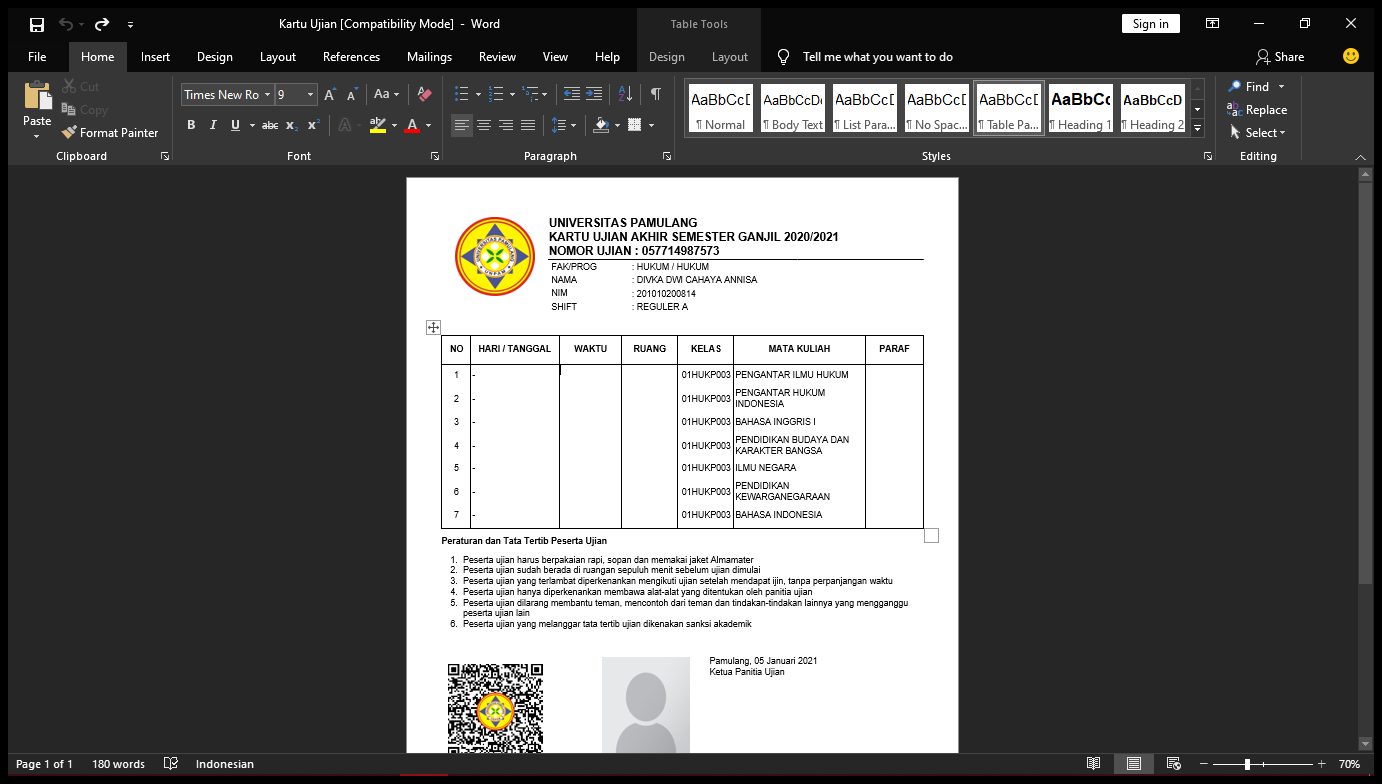 Kartu Ujian [Compatibility Mode] - Word
Table Tools
Sign in
File Home Insert Design Layout References Mailings Review View Help Design Layout Tell me what you want to do Share
Paste
Cut
Copy
Format Painter
Clipboard
Times New Ro 9
Font
Paragraph
AaBbCcD ¶ Normal
AaBbCcDc ¶ Body Text
AaBbCcD ¶ List Para...
AaBbCcD ¶ No Spac...
AaBbCcD ¶ Table Pa...
AaBbCc ¶ Heading 1
AaBbCcD ¶ Heading 2
Styles
Find
Replace
Select
Editing
UNIVERSITAS PAMULANG
KARTU UJIAN AKHIR SEMESTER GANJIL 2020/2021
NOMOR UJIAN : 057714987573
FAK/PROG : HUKUM / HUKUM
NAMA : DIVKA DWI CAHAYA ANNISA
NIM : 201010200814
SHIFT : REGULER A
UNIVERSITAS PAMULANG
UNPAM
NO HARI / TANGGAL WAKTU RUANG KELAS MATA KULIAH PARAF
1 - 01HUKP003 PENGANTAR ILMU HUKUM
2 - 01HUKP003 PENGANTAR HUKUM
INDONESIA
3 - 01HUKP003 BAHASA INGGRIS I
4 - 01HUKP003 PENDIDIKAN BUDAYA DAN
KARAKTER BANGSA
5 - 01HUKP003 ILMU NEGARA
6 - 01HUKP003 PENDIDIKAN
KEWARGANEGARAAN
7 - 01HUKP003 BAHASA INDONESIA
Peraturan dan Tata Tertib Peserta Ujian
1. Peserta ujian harus berpakaian rapi, sopan dan memakai jaket Almamater
2. Peserta ujian sudah berada di ruangan sepuluh menit sebelum ujian dimulai
3. Peserta ujian yang terlambat diperkenankan mengikuti ujian setelah mendapat ijin, tanpa perpanjangan waktu
4. Peserta ujian hanya diperkenankan membawa alat-alat yang ditentukan oleh panitia ujian
5. Peserta ujian dilarang membantu teman, mencontoh dari teman dan tindakan-tindakan lainnya yang mengganggu
peserta ujian lain
6. Peserta ujian yang melanggar tata tertib ujian dikenakan sanksi akademik
Pamulang, 05 Januari 2021
Ketua Panitia Ujian
Page 1 of 1 180 words Indonesian 70%